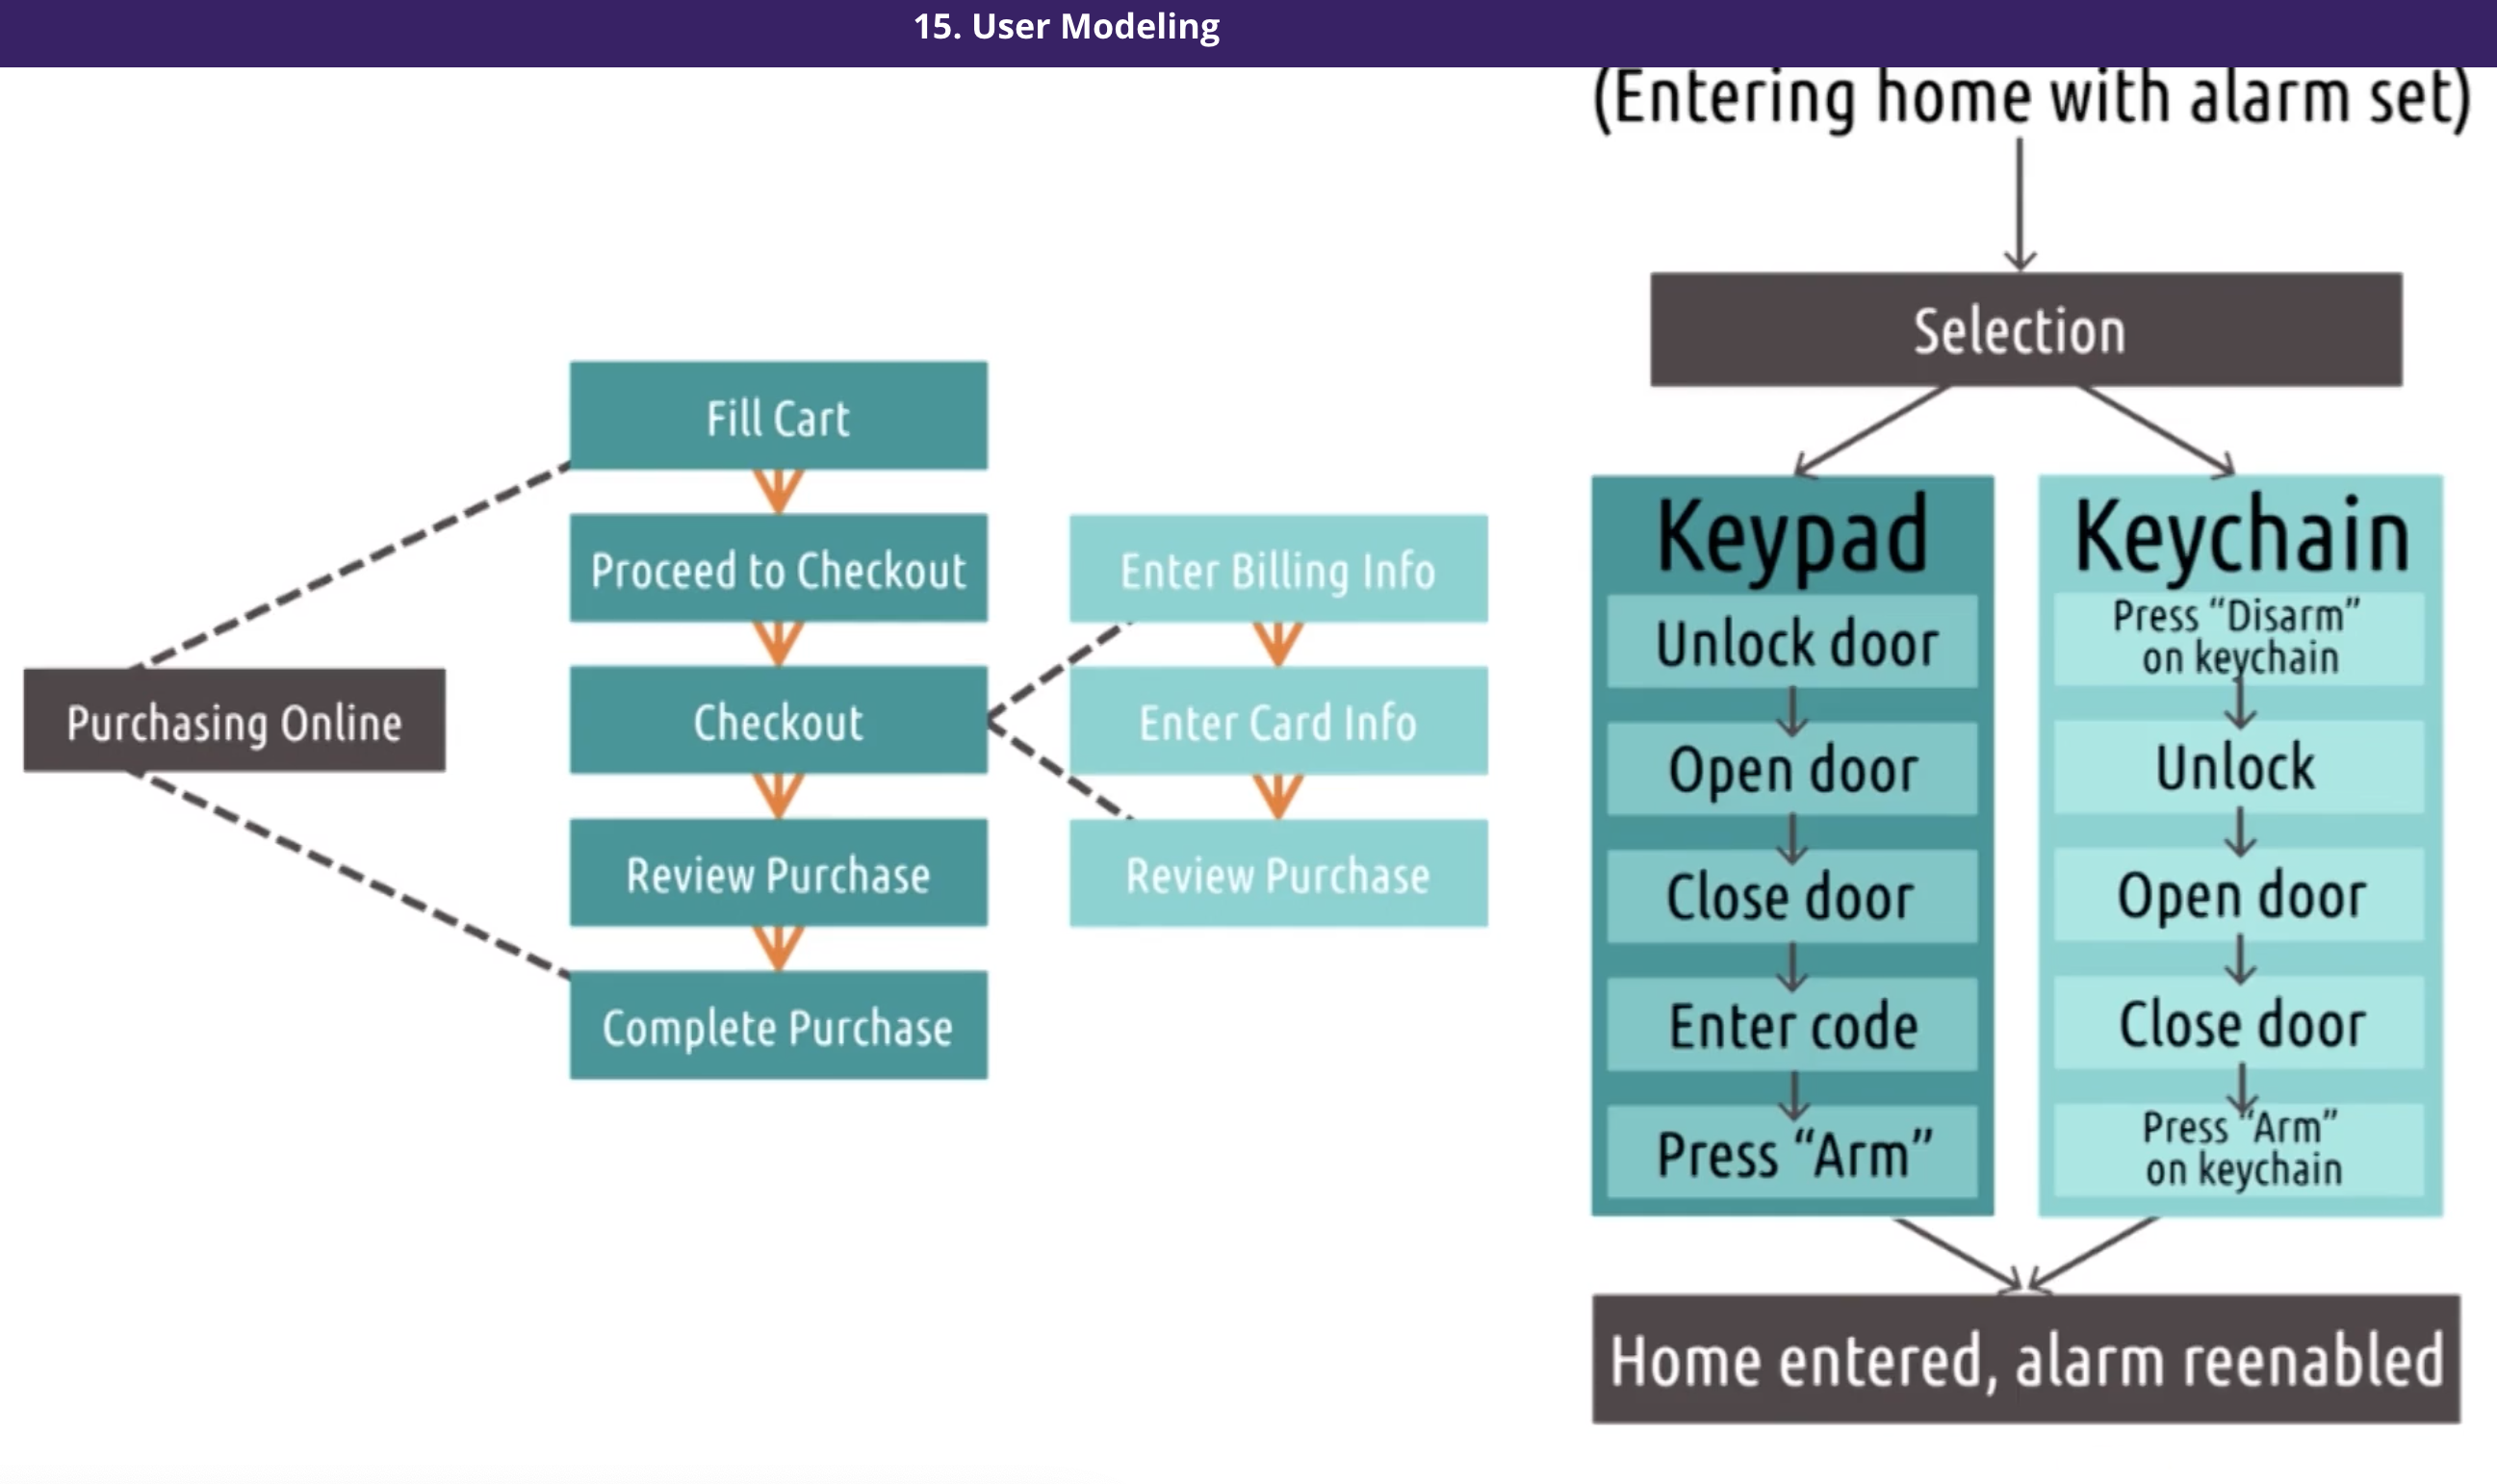 15. User Modeling
Purchasing Online
Fill Cart
Proceed to Checkout
Checkout
Review Purchase
Complete Purchase
Enter Billing Info
Enter Card Info
Review Purchase
(Entering home with alarm set)
Selection
Keypad
Unlock door
Open door
Close door
Enter code
Press “Arm”
Keychain
Press “Disarm”
on keychain
Unlock
Open door
Close door
Press “Arm”
on keychain
Home entered, alarm reenabled